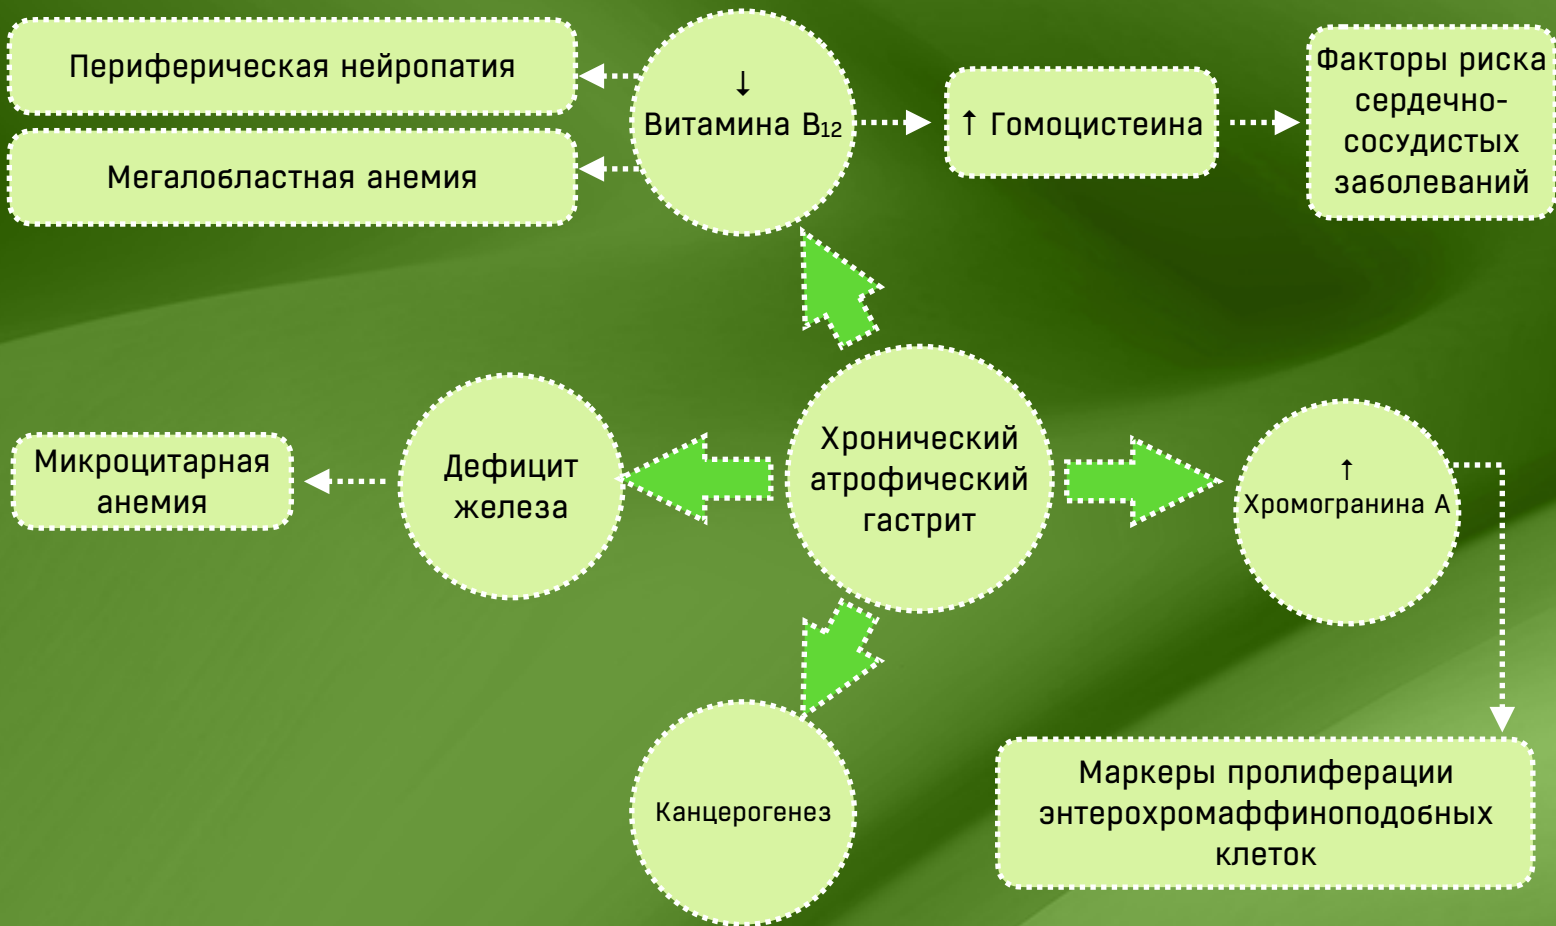 Периферическая нейропатия
Мегалобластная анемия
↓
Витамина B₁₂
↑ Гомоцистеина
Факторы риска
сердечно-
сосудистых
заболеваний
Микроцитарная
анемия
Дефицит
железа
Хронический
атрофический
гастрит
↑
Хромогранина А
Канцерогенез
Маркеры пролиферации
энтерохромаффиноподобных
клеток